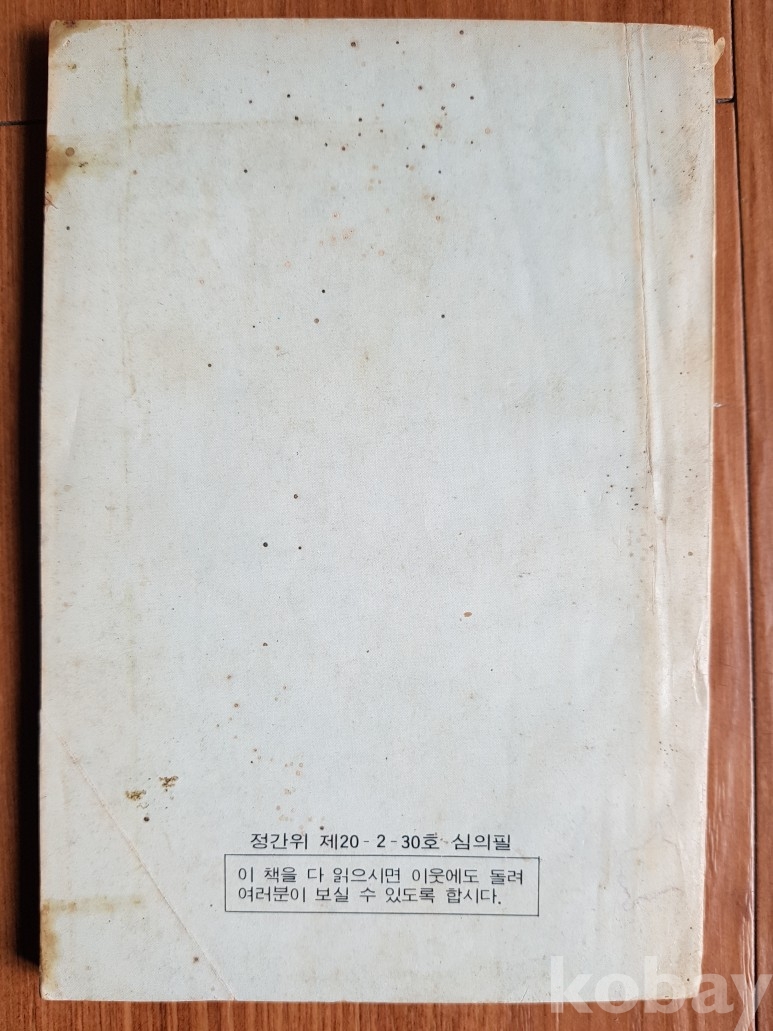 정간위 제20-2-30호 심의필
이 책을 다 읽으시면 이웃에도 돌려
여러분이 보실 수 있도록 합시다.
kobay